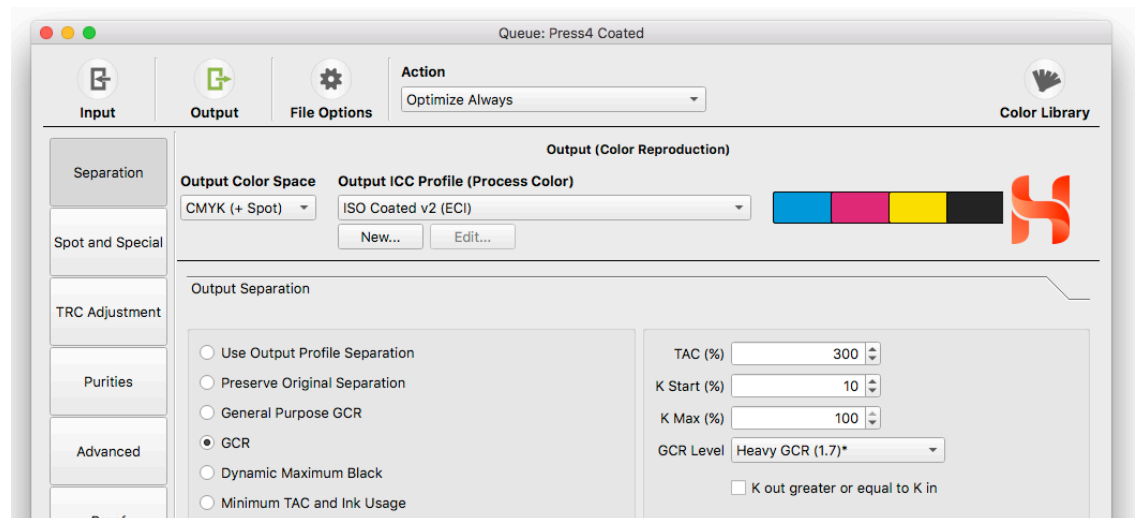 Queue: Press4 Coated
Action
Optimize Always
Input
Output
File Options
Color Library
Output (Color Reproduction)
Separation
Output Color Space
Output ICC Profile (Process Color)
CMYK (+ Spot)
ISO Coated v2 (ECI)
New...
Edit...
Spot and Special
Output Separation
TRC Adjustment
Use Output Profile Separation
TAC (%) 300
Purities
Preserve Original Separation
K Start (%) 10
General Purpose GCR
K Max (%) 100
Advanced
GCR
GCR Level Heavy GCR (1.7)*
Dynamic Maximum Black
K out greater or equal to K in
Minimum TAC and Ink Usage